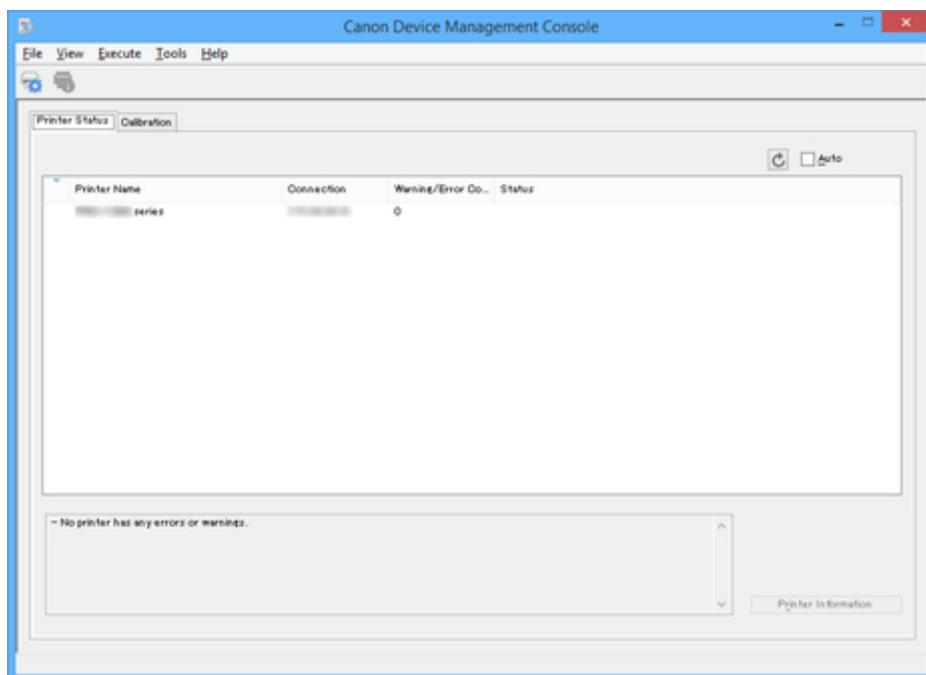 Canon Device Management Console
File View Execute Tools Help
Printer Status Calibration
Auto
Printer Name Connection Warning/Error Co... Status
series 0
- No printer has any errors or warnings.
Printer Information